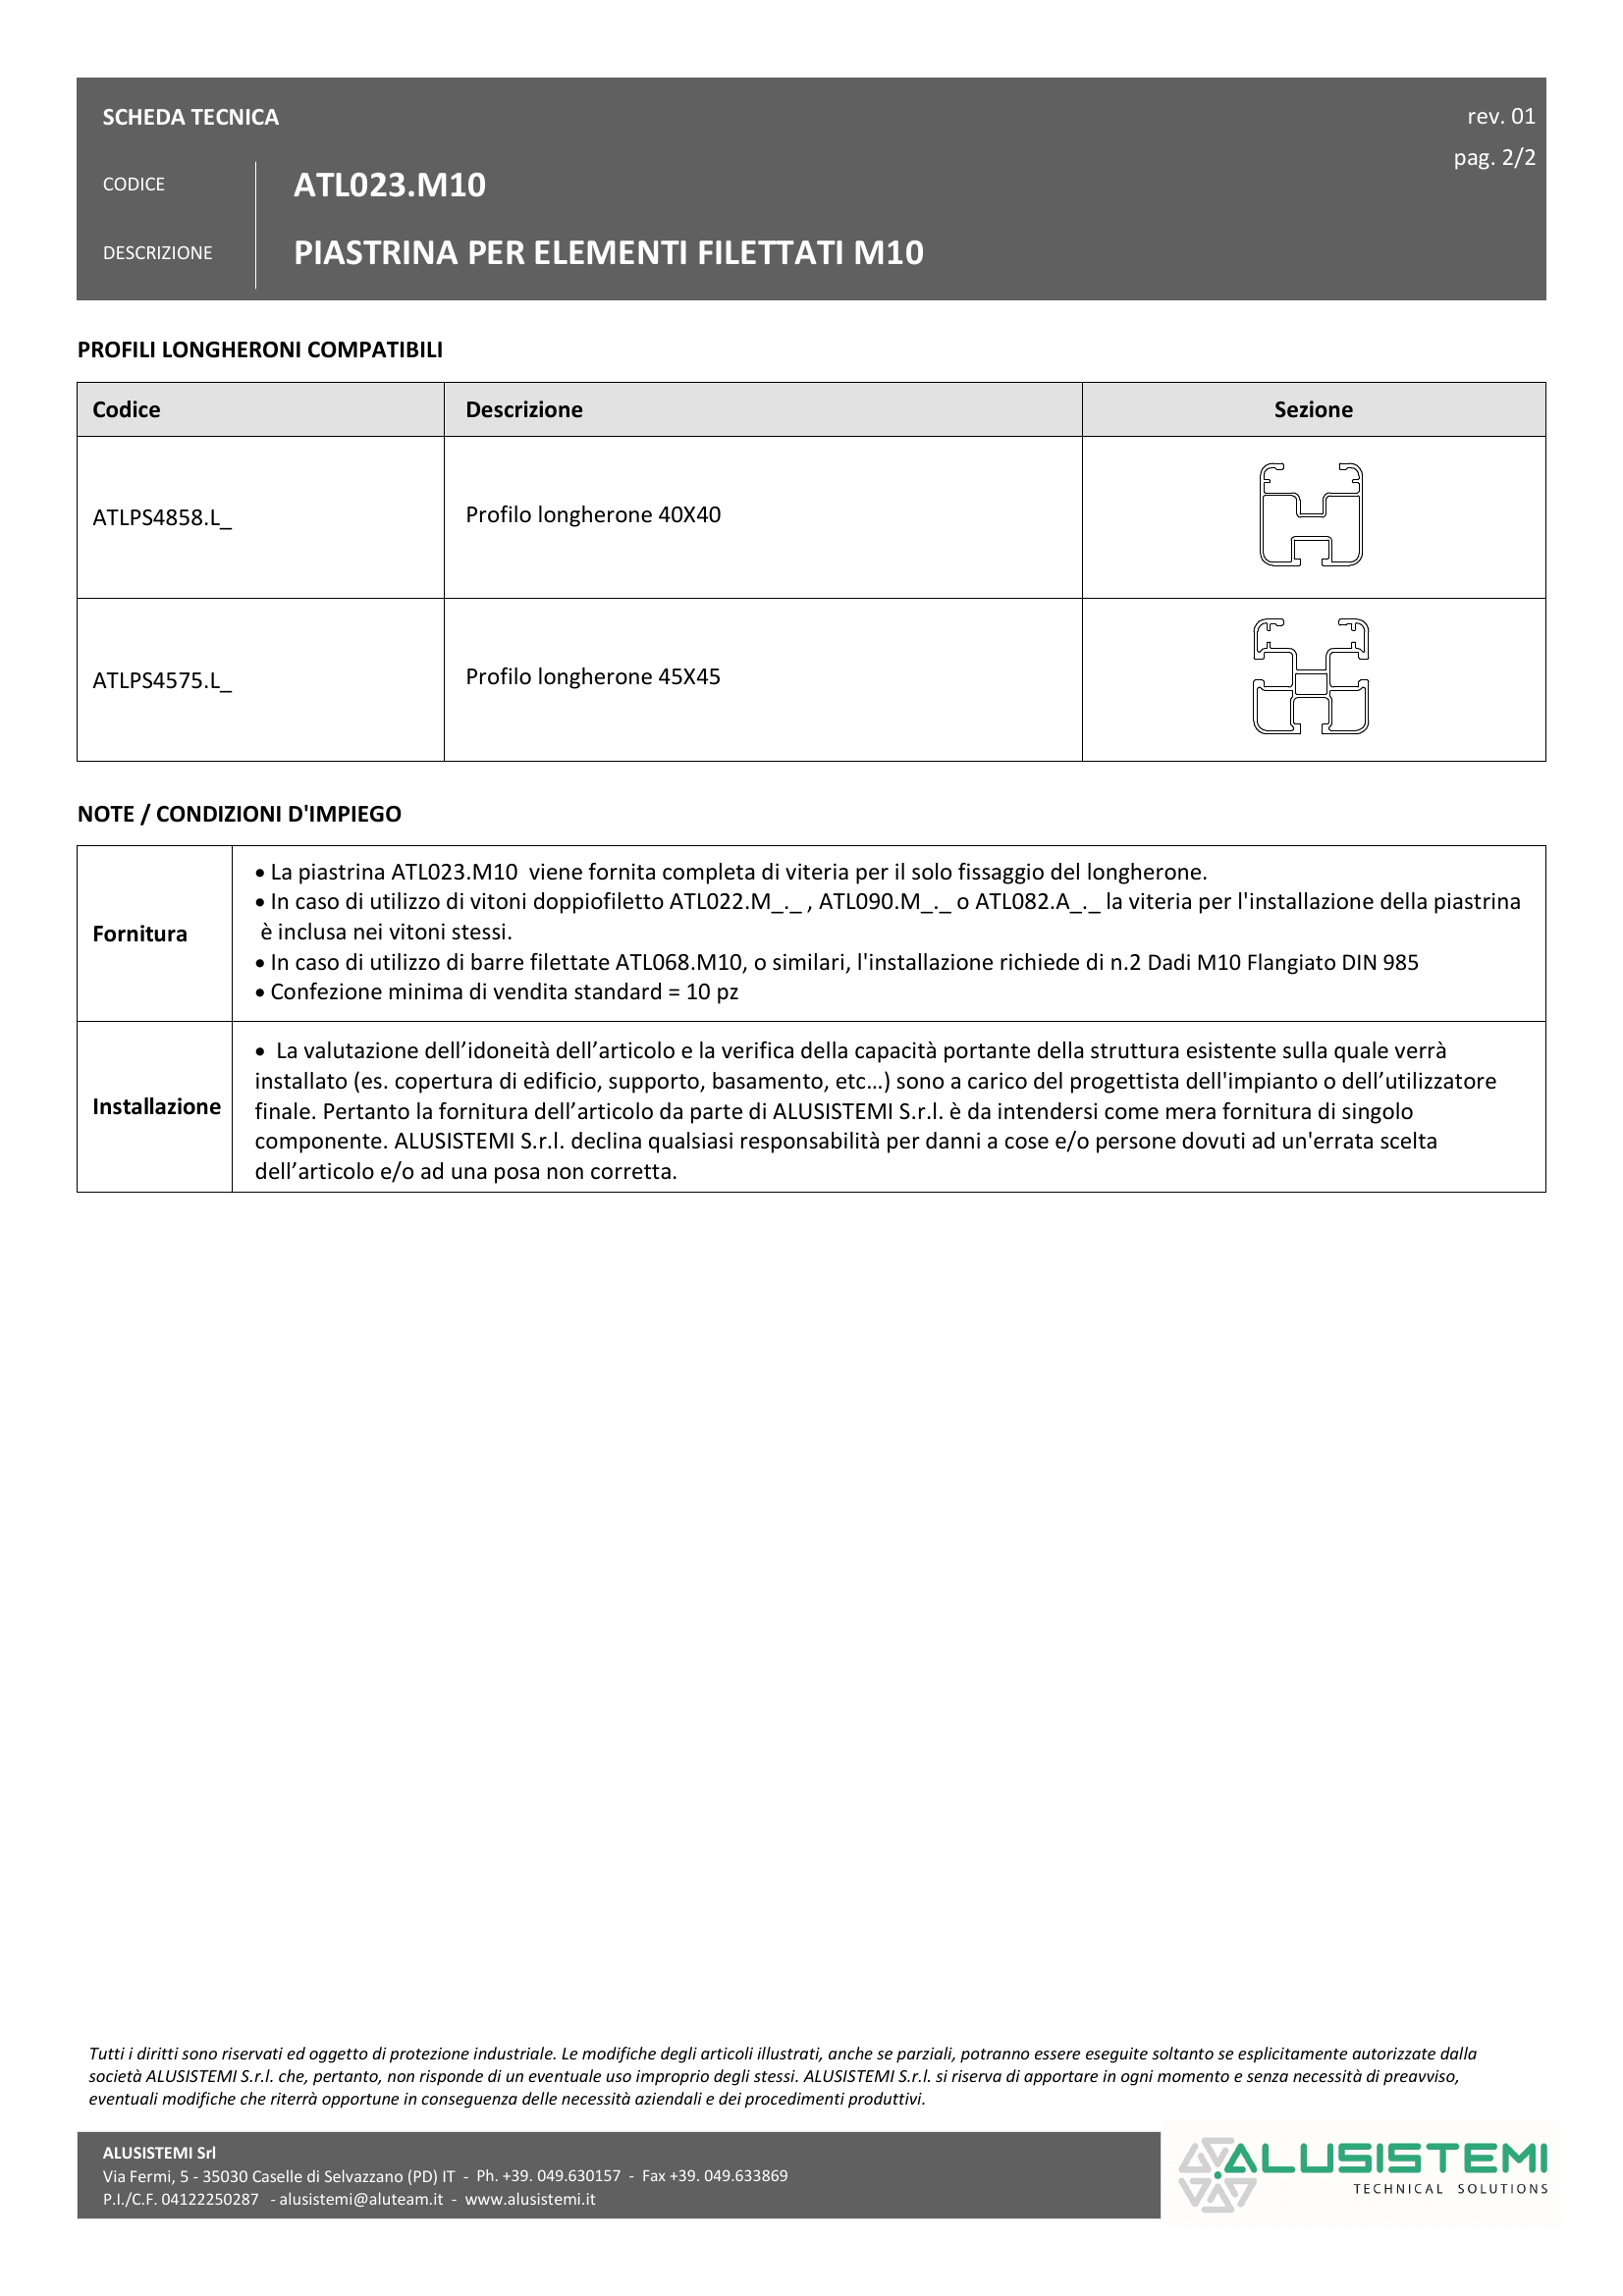 SCHEDA TECNICA
rev. 01
pag. 2/2
CODICE
ATL023.M10
DESCRIZIONE
PIASTRINA PER ELEMENTI FILETTATI M10
PROFILI LONGHERONI COMPATIBILI
Codice Descrizione Sezione
ATLPS4858.L_ Profilo longherone 40X40
ATLPS4575.L_ Profilo longherone 45X45
NOTE / CONDIZIONI D'IMPIEGO
Fornitura
• La piastrina ATL023.M10  viene fornita completa di viteria per il solo fissaggio del longherone.
• In caso di utilizzo di vitoni doppiofiletto ATL022.M_._ , ATL090.M_._ o ATL082.A_._ la viteria per l'installazione della piastrina
è inclusa nei vitoni stessi.
• In caso di utilizzo di barre filettate ATL068.M10, o similari, l'installazione richiede di n.2 Dadi M10 Flangiato DIN 985
• Confezione minima di vendita standard = 10 pz
Installazione
•  La valutazione dell’idoneità dell’articolo e la verifica della capacità portante della struttura esistente sulla quale verrà
installato (es. copertura di edificio, supporto, basamento, etc…) sono a carico del progettista dell'impianto o dell’utilizzatore
finale. Pertanto la fornitura dell’articolo da parte di ALUSISTEMI S.r.l. è da intendersi come mera fornitura di singolo
componente. ALUSISTEMI S.r.l. declina qualsiasi responsabilità per danni a cose e/o persone dovuti ad un'errata scelta
dell’articolo e/o ad una posa non corretta.
Tutti i diritti sono riservati ed oggetto di protezione industriale. Le modifiche degli articoli illustrati, anche se parziali, potranno essere eseguite soltanto se esplicitamente autorizzate dalla
società ALUSISTEMI S.r.l. che, pertanto, non risponde di un eventuale uso improprio degli stessi. ALUSISTEMI S.r.l. si riserva di apportare in ogni momento e senza necessità di preavviso,
eventuali modifiche che riterrà opportune in conseguenza delle necessità aziendali e dei procedimenti produttivi.
ALUSISTEMI Srl
Via Fermi, 5 - 35030 Caselle di Selvazzano (PD) IT  -  Ph. +39. 049.630157  -  Fax +39. 049.633869
P.I./C.F. 04122250287   - alusistemi@aluteam.it  -  www.alusistemi.it
ALUSISTEMI
TECHNICAL SOLUTIONS